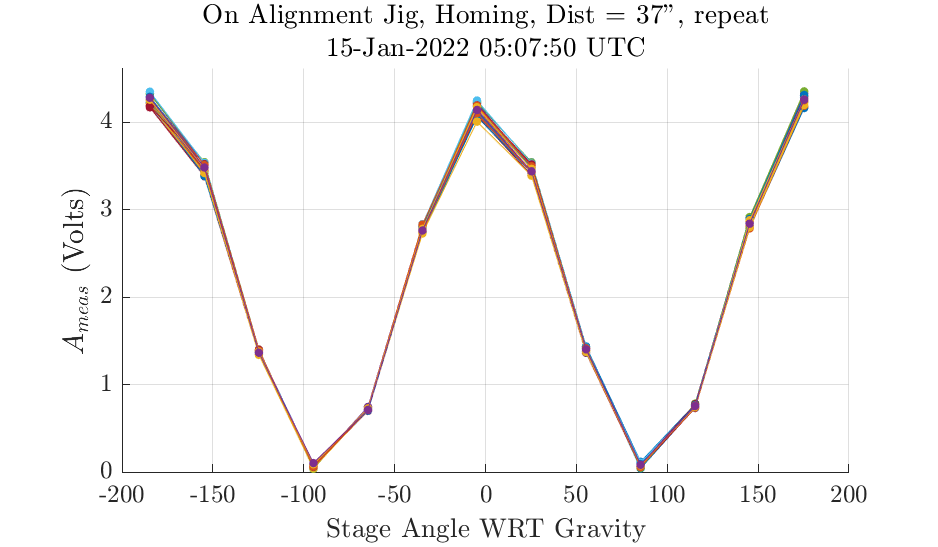 On Alignment Jig, Homing, Dist = 37", repeat
15-Jan-2022 05:07:50 UTC
A_meas (Volts)
4
3
2
1
0
-200 -150 -100 -50 0 50 100 150 200
Stage Angle WRT Gravity